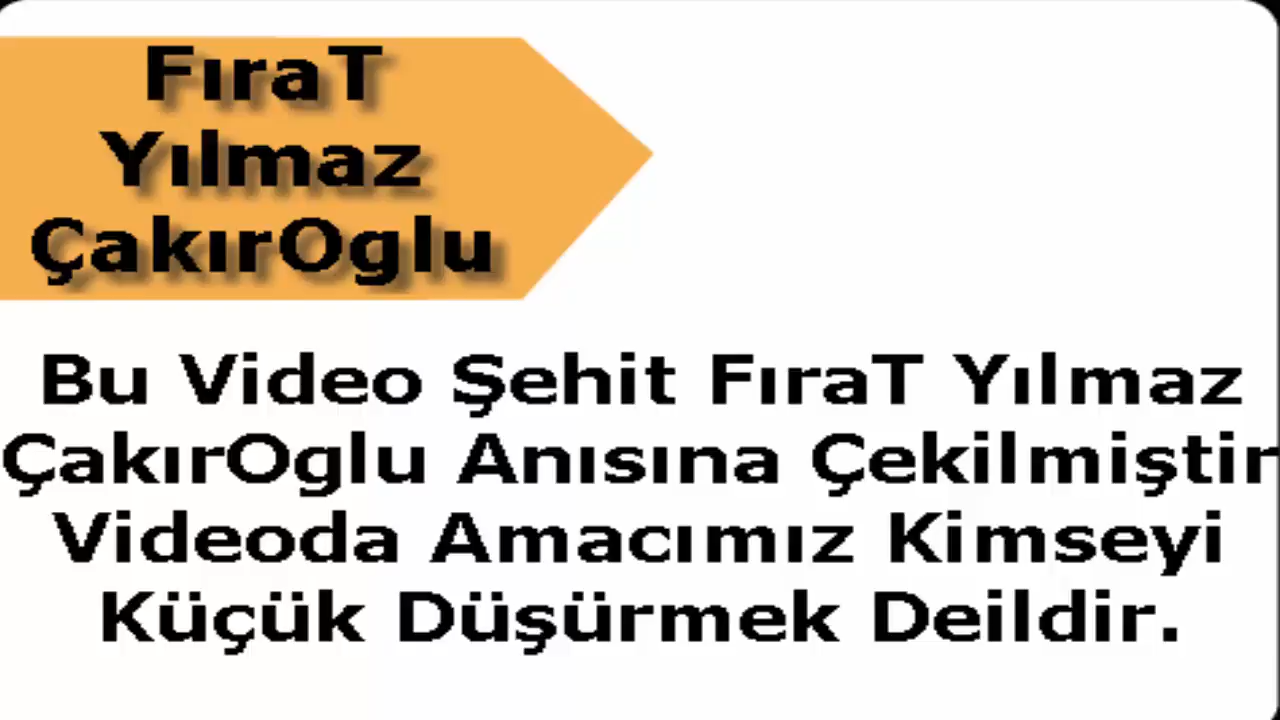 FıraT
Yılmaz
ÇakırOglu
Bu Video Şehit FıraT Yılmaz
ÇakırOglu Anısına Çekilmiştir
Videoda Amacımız Kimseyi
Küçük Düşürmek Deildir.